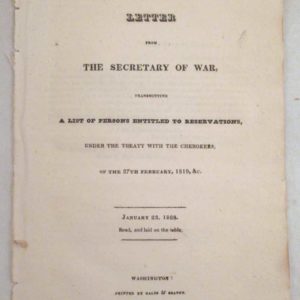 LETTER
FROM
THE SECRETARY OF WAR,
TRANSMITTING
A LIST OF PERSONS ENTITLED TO RESERVATIONS,
UNDER THE TREATY WITH THE CHEROKEES,
OF THE 27TH FEBRUARY, 1819, &c.
JANUARY 23, 1828.
Read, and laid on the table.
WASHINGTON:
PRINTED BY GALES & SEATON.